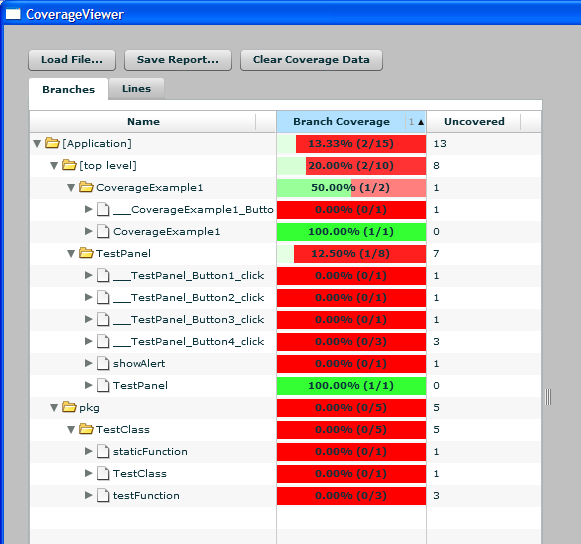 CoverageViewer
Load File... Save Report... Clear Coverage Data
Branches Lines
Name Branch Coverage 1 Uncovered
[Application] 13.33% (2/15) 13
[top level] 20.00% (2/10) 8
CoverageExample1 50.00% (1/2) 1
___CoverageExample1_Butto 0.00% (0/1) 1
CoverageExample1 100.00% (1/1) 0
TestPanel 12.50% (1/8) 7
___TestPanel_Button1_click 0.00% (0/1) 1
___TestPanel_Button2_click 0.00% (0/1) 1
___TestPanel_Button3_click 0.00% (0/1) 1
___TestPanel_Button4_click 0.00% (0/3) 3
showAlert 0.00% (0/1) 1
TestPanel 100.00% (1/1) 0
pkg 0.00% (0/5) 5
TestClass 0.00% (0/5) 5
staticFunction 0.00% (0/1) 1
TestClass 0.00% (0/1) 1
testFunction 0.00% (0/3) 3